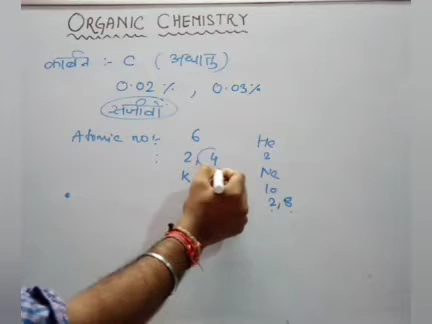 ORGANIC CHEMISTRY
कार्बन :- C (अधातु)
0.02 %, 0.03%
सजीवों
Atomic no: 6
: 2, 4
K
He
2
Ne
10
2, 8